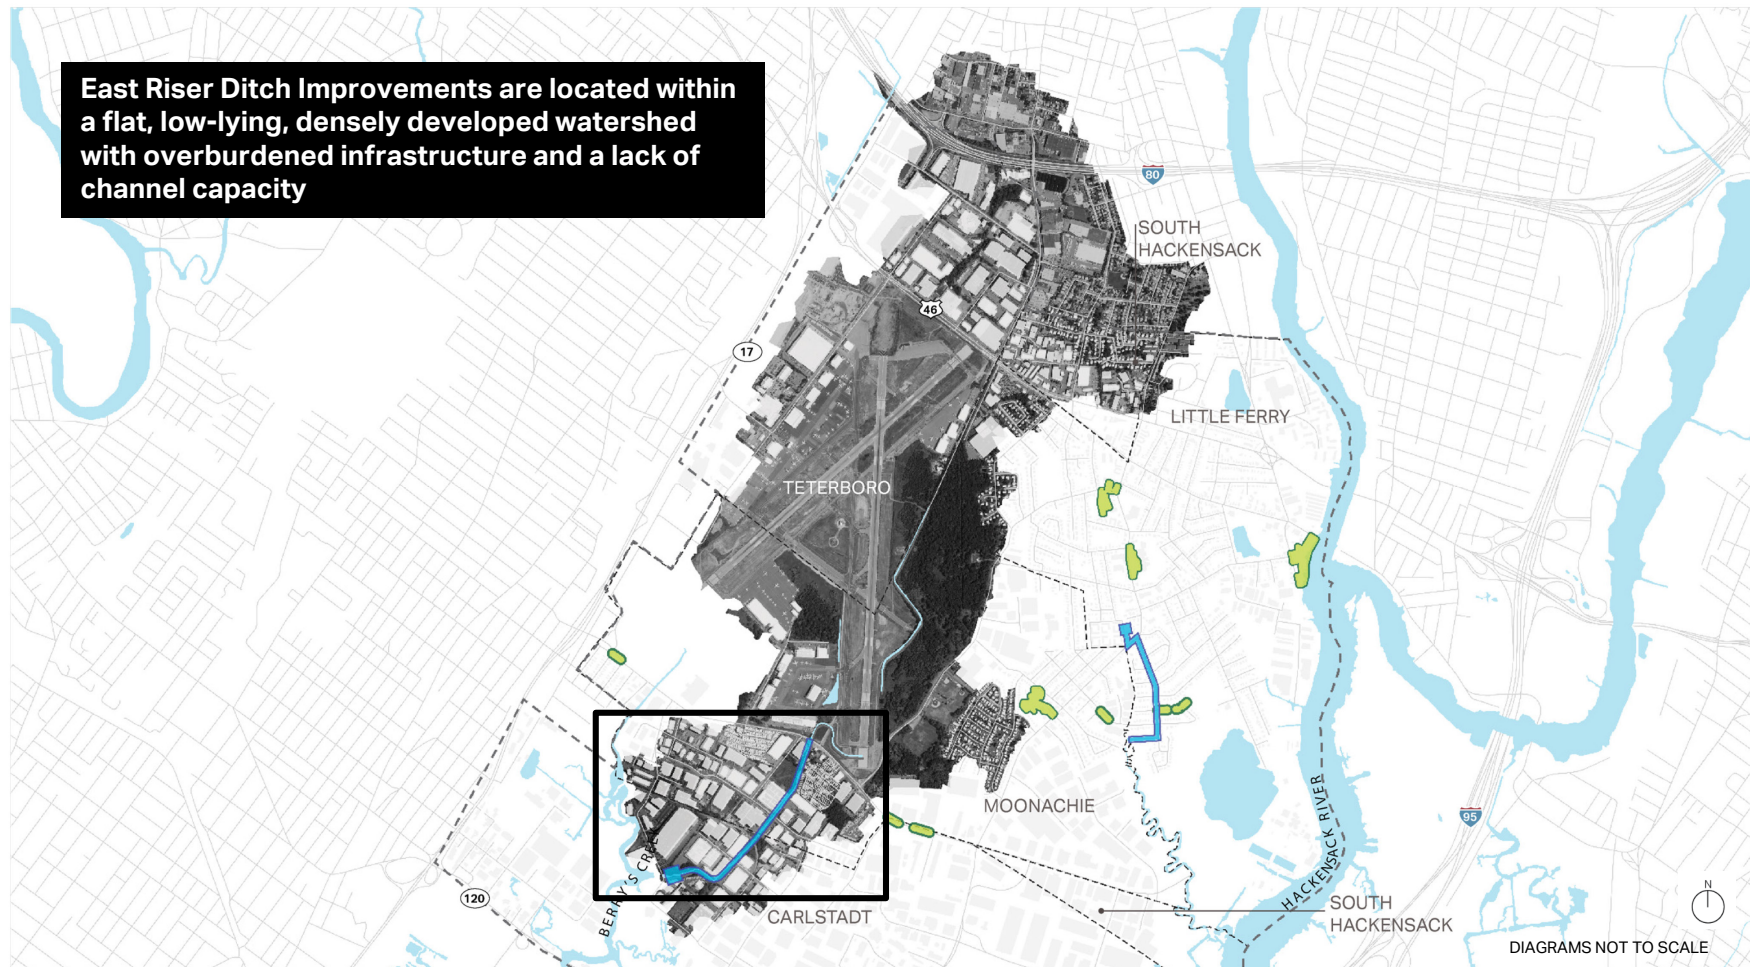 East Riser Ditch Improvements are located within
a flat, low-lying, densely developed watershed
with overburdened infrastructure and a lack of
channel capacity
80
SOUTH
HACKENSACK
46
17
LITTLE FERRY
TETERBORO
MOONACHIE
95
HACKENSACK RIVER
BERRY'S CREEK
120
CARLSTADT
SOUTH
HACKENSACK
N
DIAGRAMS NOT TO SCALE